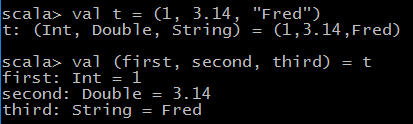 scala> val t = (1, 3.14, "Fred")
t: (Int, Double, String) = (1,3.14,Fred)
scala> val (first, second, third) = t
first: Int = 1
second: Double = 3.14
third: String = Fred